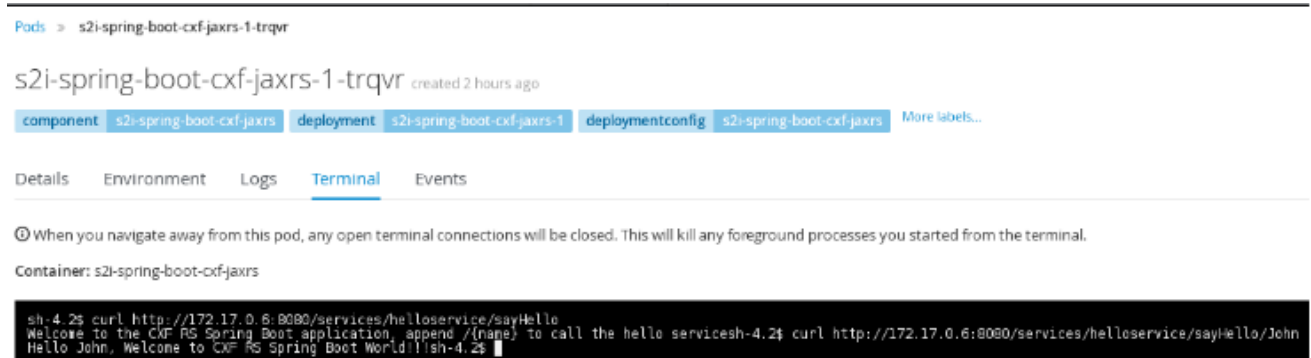 Pods » s2i-spring-boot-cxf-jaxrs-1-trqvr
s2i-spring-boot-cxf-jaxrs-1-trqvr created 2 hours ago
component s2i-spring-boot-cxf-jaxrs deployment s2i-spring-boot-cxf-jaxrs-1 deploymentconfig s2i-spring-boot-cxf-jaxrs More labels...
Details Environment Logs Terminal Events
When you navigate away from this pod, any open terminal connections will be closed. This will kill any foreground processes you started from the terminal.
Container: s2i-spring-boot-cxf-jaxrs
sh-4.2$ curl http://172.17.0.6:8080/services/helloservice/sayHello
Welcome to the CXF RS Spring Boot application, append /{name} to call the hello servicesh-4.2$ curl http://172.17.0.6:8080/services/helloservice/sayHello/John
Hello John, Welcome to CXF RS Spring Boot World!!!sh-4.2$